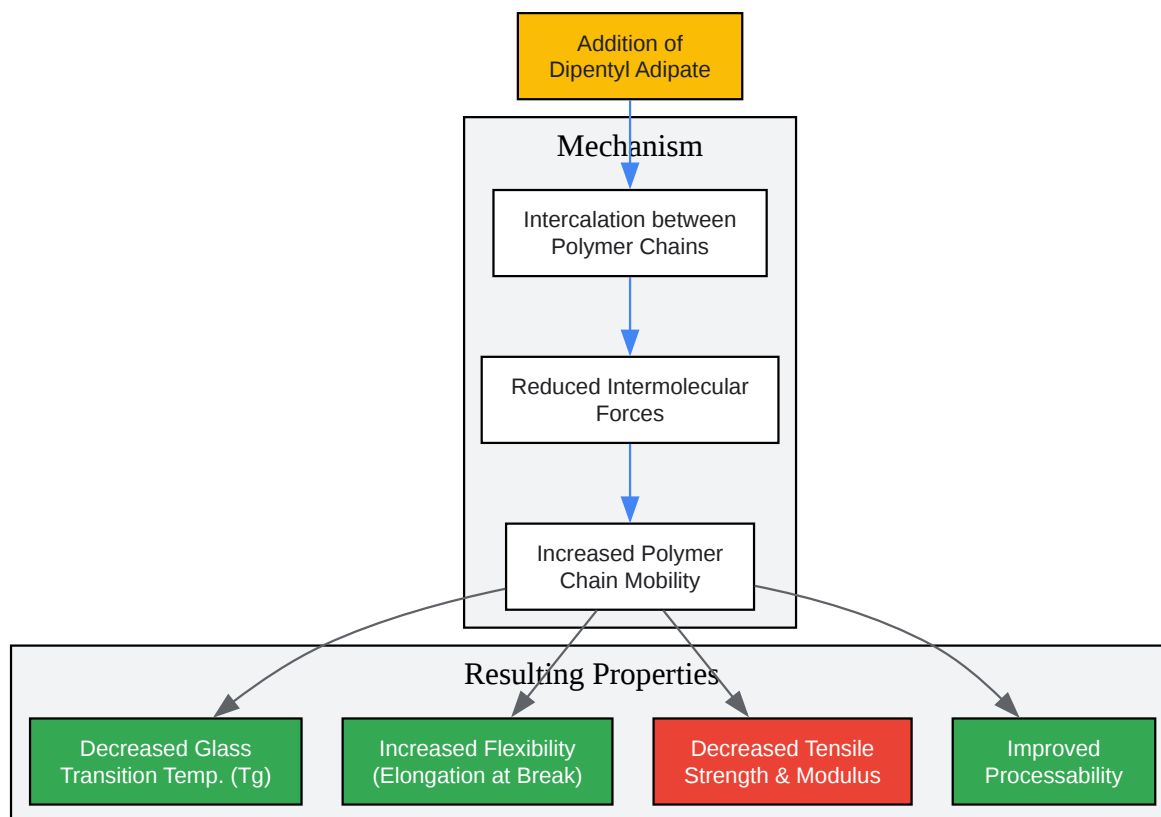 Addition of
Dipentyl Adipate
Mechanism
Intercalation between
Polymer Chains
Reduced Intermolecular
Forces
Increased Polymer
Chain Mobility
Resulting Properties
Decreased Glass
Transition Temp. (Tg)
Increased Flexibility
(Elongation at Break)
Decreased Tensile
Strength & Modulus
Improved
Processability